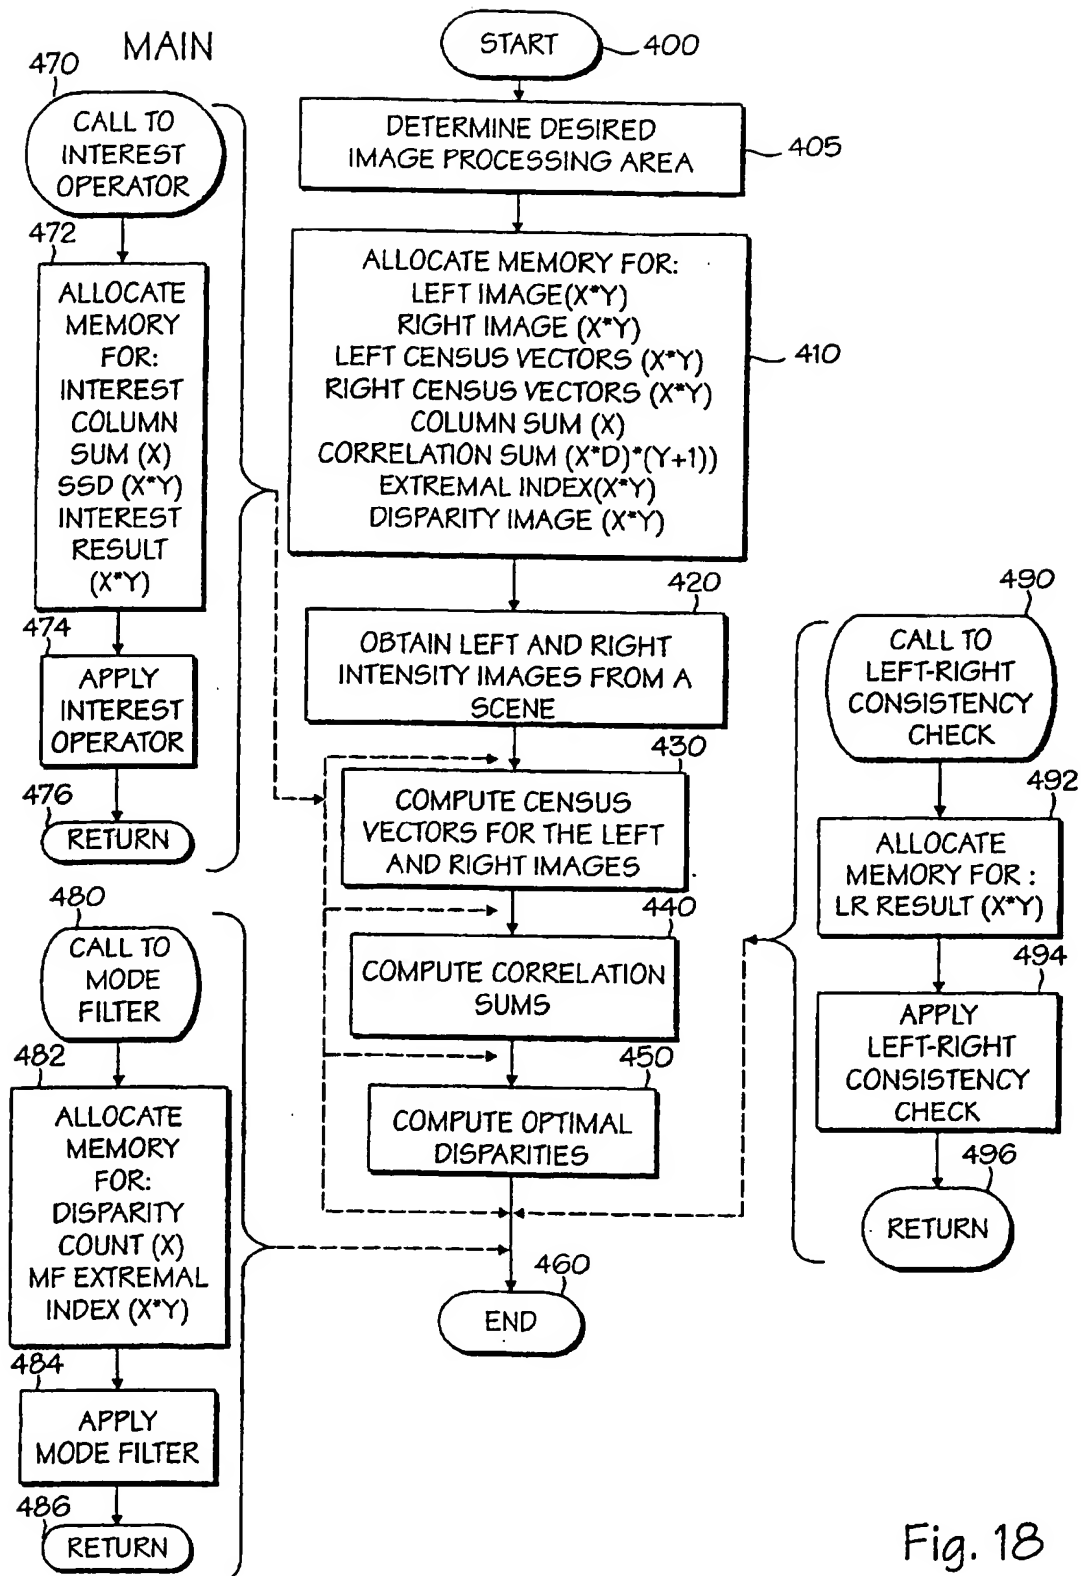 MAIN
START
400
DETERMINE DESIRED
IMAGE PROCESSING AREA
405
ALLOCATE MEMORY FOR:
LEFT IMAGE(X*Y)
RIGHT IMAGE (X*Y)
LEFT CENSUS VECTORS (X*Y)
RIGHT CENSUS VECTORS (X*Y)
COLUMN SUM (X)
CORRELATION SUM (X*D)*(Y+1))
EXTREMAL INDEX(X*Y)
DISPARITY IMAGE (X*Y)
410
420
OBTAIN LEFT AND RIGHT
INTENSITY IMAGES FROM A
SCENE
430
COMPUTE CENSUS
VECTORS FOR THE LEFT
AND RIGHT IMAGES
440
COMPUTE CORRELATION
SUMS
450
COMPUTE OPTIMAL
DISPARITIES
460
END
470
CALL TO
INTEREST
OPERATOR
472
ALLOCATE
MEMORY
FOR:
INTEREST
COLUMN
SUM (X)
SSD (X*Y)
INTEREST
RESULT
(X*Y)
474
APPLY
INTEREST
OPERATOR
476
RETURN
480
CALL TO
MODE
FILTER
482
ALLOCATE
MEMORY
FOR:
DISPARITY
COUNT (X)
MF EXTREMAL
INDEX (X*Y)
484
APPLY
MODE FILTER
486
RETURN
490
CALL TO
LEFT-RIGHT
CONSISTENCY
CHECK
492
ALLOCATE
MEMORY FOR :
LR RESULT (X*Y)
494
APPLY
LEFT-RIGHT
CONSISTENCY
CHECK
496
RETURN
Fig. 18